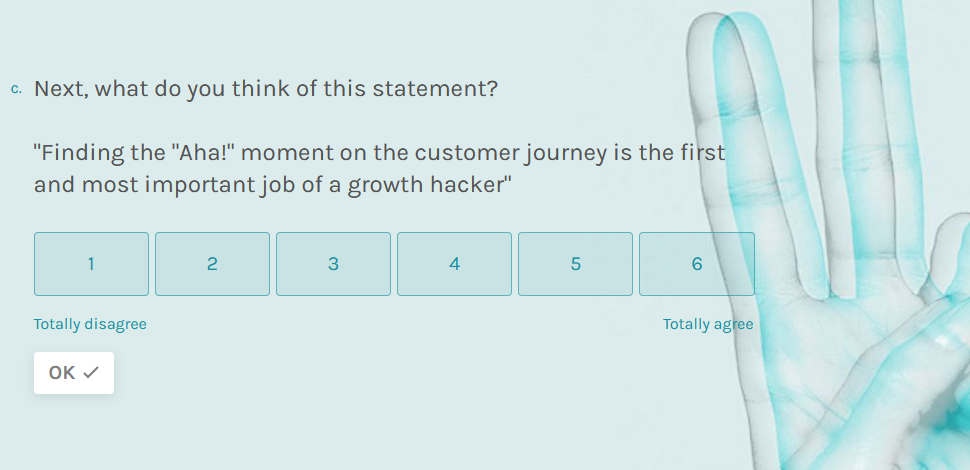 c. Next, what do you think of this statement?
"Finding the "Aha!" moment on the customer journey is the first
and most important job of a growth hacker"
1 2 3 4 5 6
Totally disagree Totally agree
OK ✓